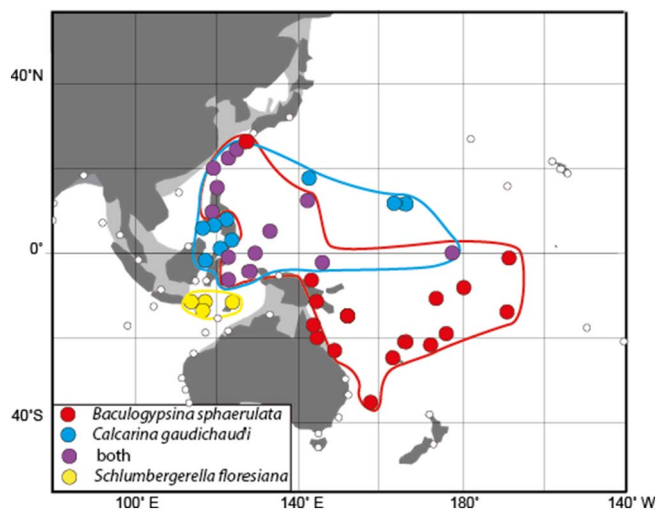 40°N
0°
40°S
Baculogypsina sphaerulata
Calcarina gaudichaudi
both
Schlumbergerella floresiana
100° E
140° E
180°
140° W